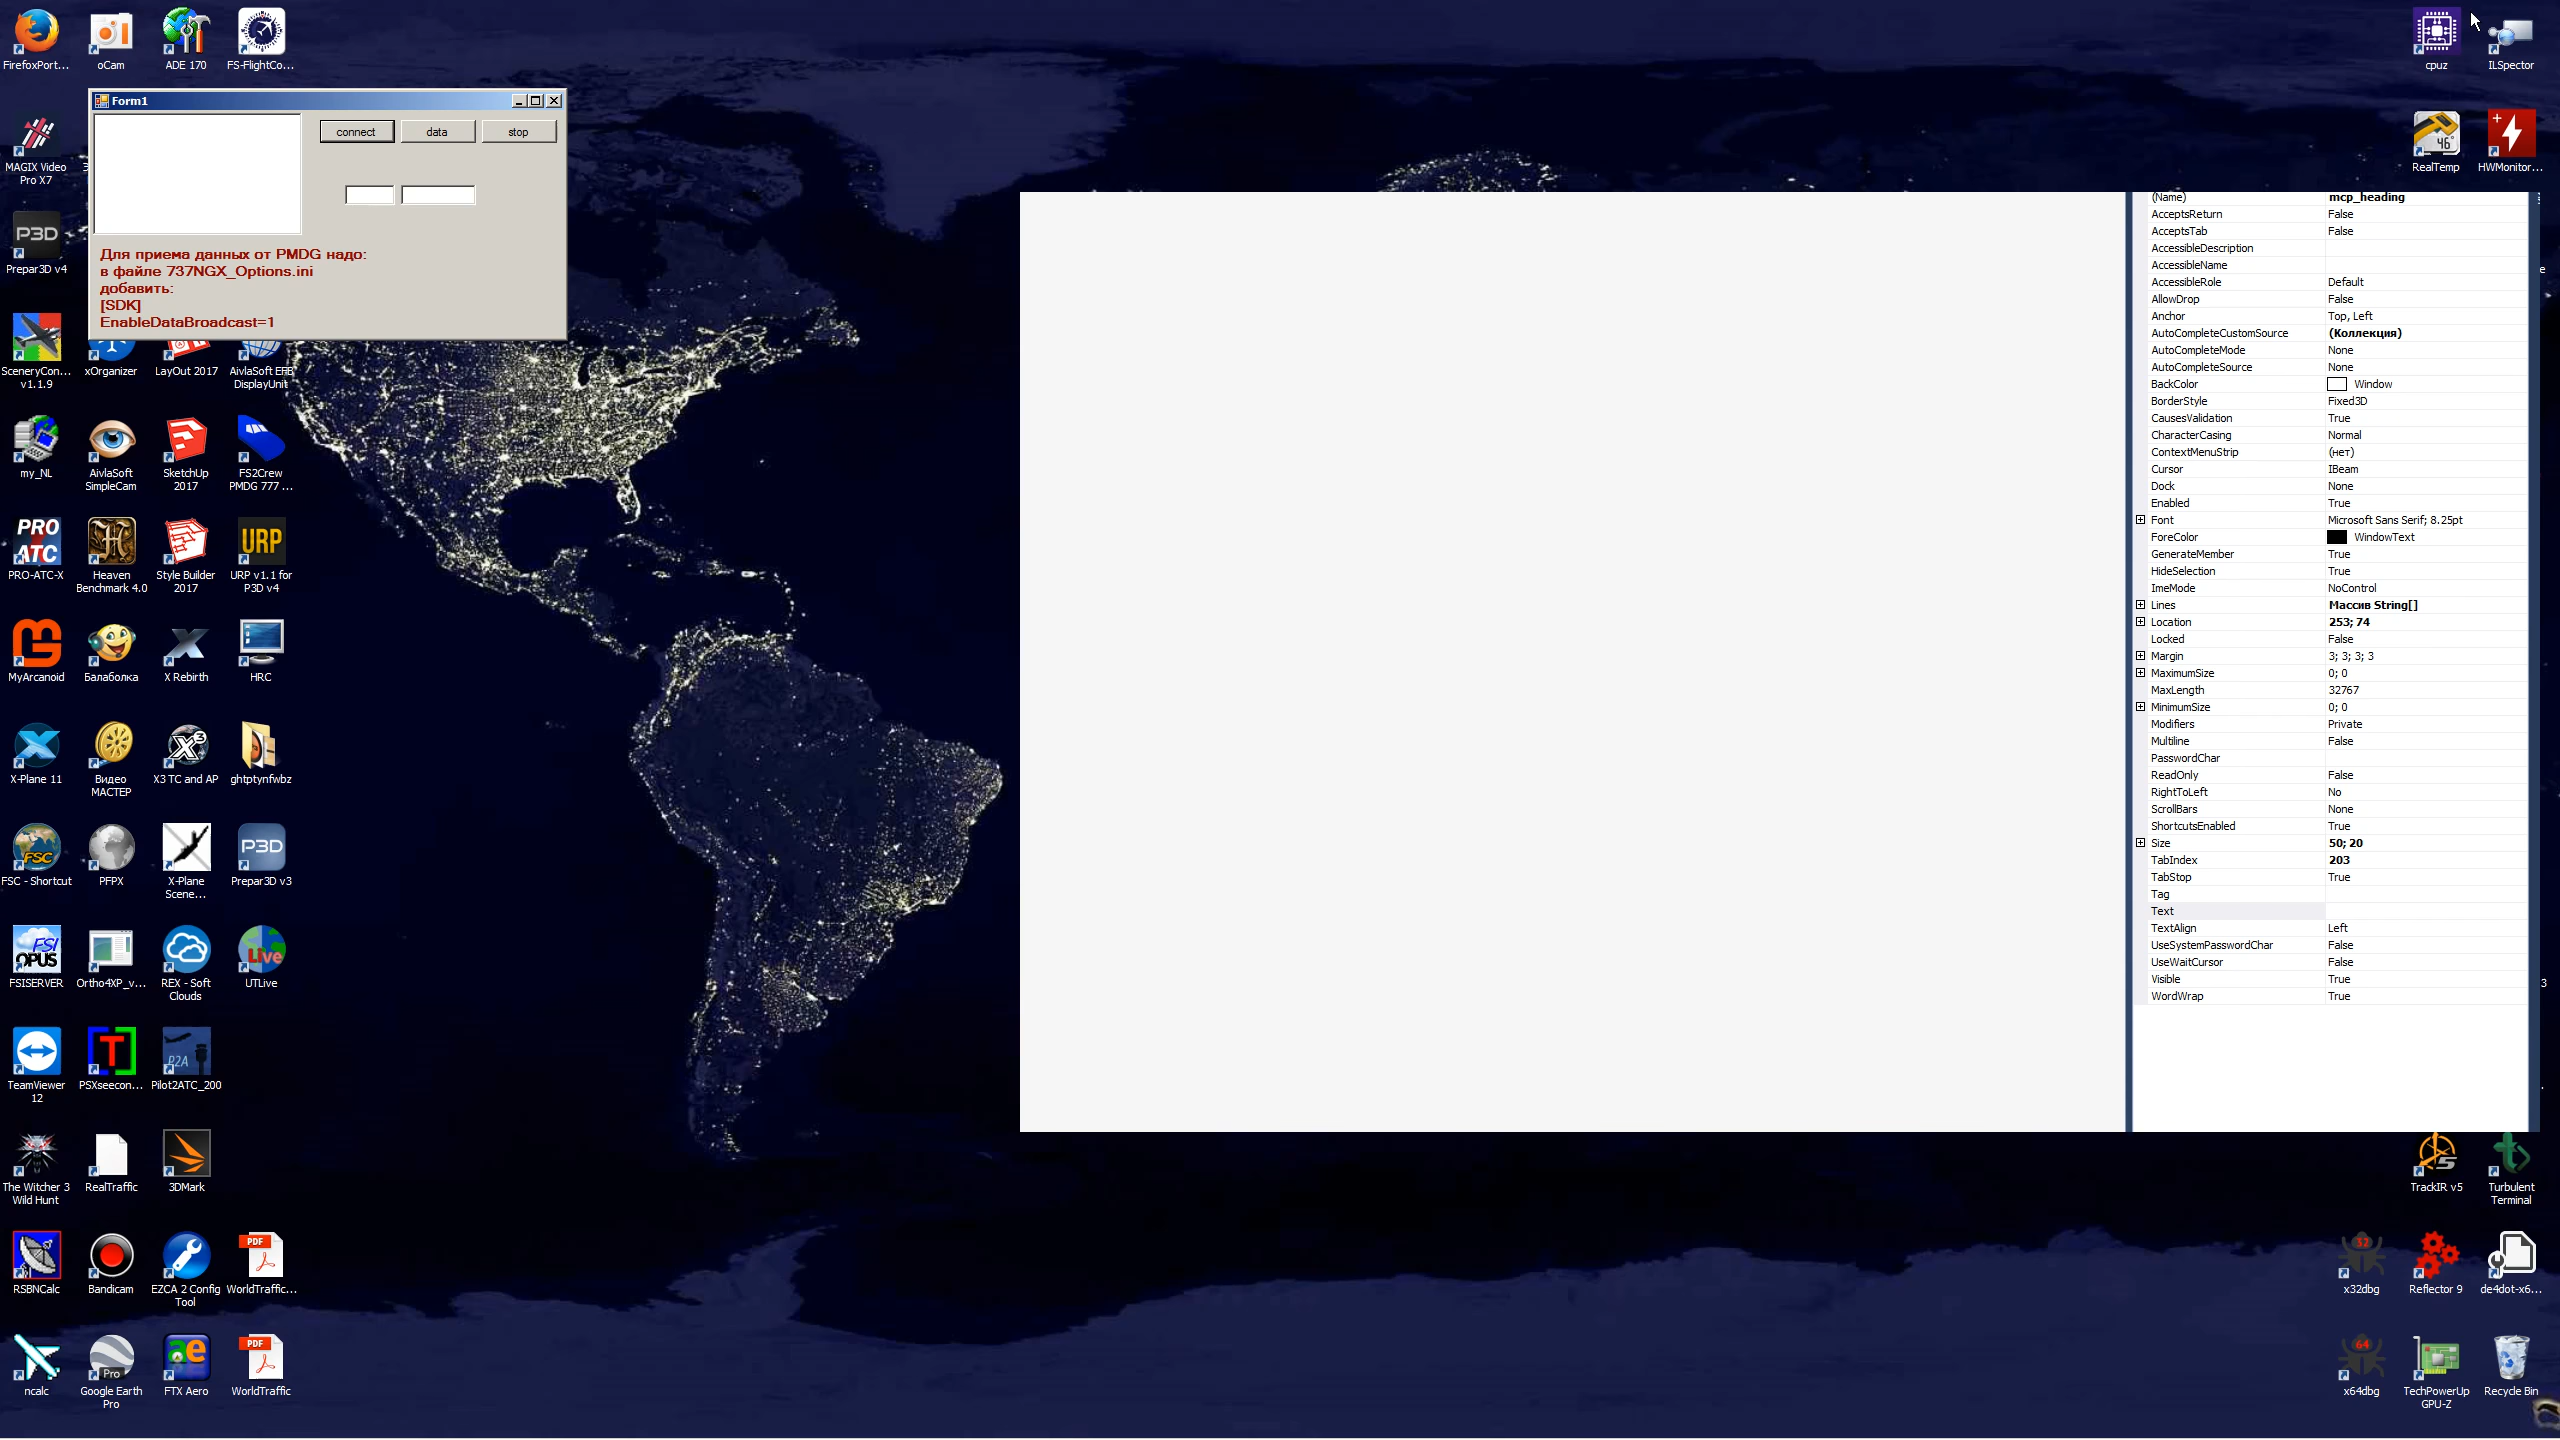 FirefoxPort...
oCam
ADE 170
FS-FlightCo...
cpuz
ILSpector
Form1
connect
data
stop
Для приема данных от PMDG надо:
в файле 737NGX_Options.ini
добавить:
[SDK]
EnableDataBroadcast=1
MAGIX Video
Pro X7
RealTemp
HWMonitor...
Prepar3D v4
SceneryCon...
v1.1.9
xOrganizer
LayOut 2017
AivlaSoft EFB
DisplayUnit
my_NL
AivlaSoft
SimpleCam
SketchUp
2017
FS2Crew
PMDG 777 ...
PRO-ATC-X
Heaven
Benchmark 4.0
Style Builder
2017
URP v1.1 for
P3D v4
MyArcanoid
Балаболка
X Rebirth
HRC
X-Plane 11
Видео
МАСТЕР
X3 TC and AP
ghtptynfwbz
FSC - Shortcut
PFPX
X-Plane
Scene...
Prepar3D v3
FSISERVER
Ortho4XP_v...
REX - Soft
Clouds
UTLive
TeamViewer
12
PSXseecon...
Pilot2ATC_200
The Witcher 3
Wild Hunt
RealTraffic
3DMark
RSBNCalc
Bandicam
EZCA 2 Config
Tool
WorldTraffic...
ncalc
Google Earth
Pro
FTX Aero
WorldTraffic
(Name) mcp_heading
AcceptsReturn False
AcceptsTab False
AccessibleDescription
AccessibleName
AccessibleRole Default
AllowDrop False
Anchor Top, Left
AutoCompleteCustomSource (Коллекция)
AutoCompleteMode None
AutoCompleteSource None
BackColor Window
BorderStyle Fixed3D
CausesValidation True
CharacterCasing Normal
ContextMenuStrip (нет)
Cursor IBeam
Dock None
Enabled True
Font Microsoft Sans Serif; 8.25pt
ForeColor WindowText
GenerateMember True
HideSelection True
ImeMode NoControl
Lines Массив String[]
Location 253; 74
Locked False
Margin 3; 3; 3; 3
MaximumSize 0; 0
MaxLength 32767
MinimumSize 0; 0
Modifiers Private
Multiline False
PasswordChar
ReadOnly False
RightToLeft No
ScrollBars None
ShortcutsEnabled True
Size 50; 20
TabIndex 203
TabStop True
Tag
Text
TextAlign Left
UseSystemPasswordChar False
UseWaitCursor False
Visible True
WordWrap True
TrackIR v5
Turbulent
Terminal
x32dbg
Reflector 9
de4dot-x6...
x64dbg
TechPowerUp
GPU-Z
Recycle Bin